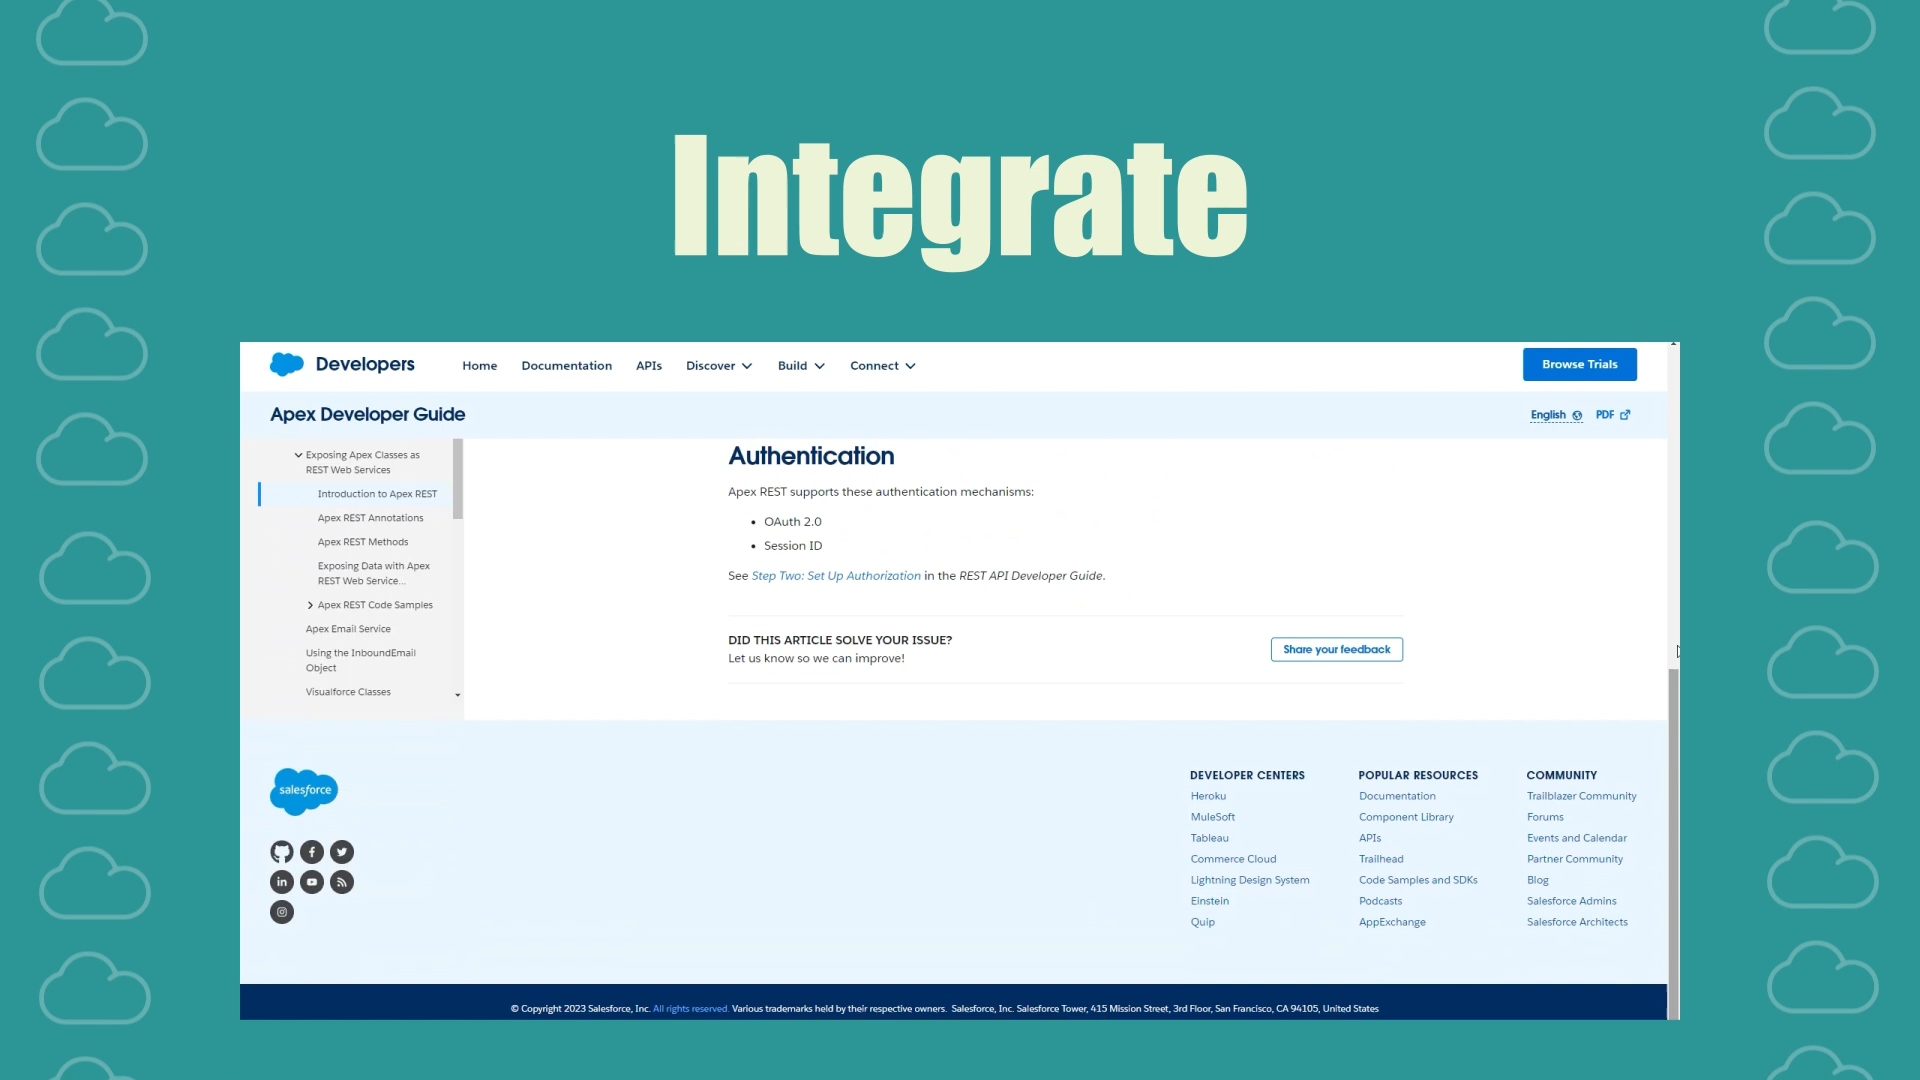 Integrate
Developers
Home
Documentation
APIs
Discover
Build
Connect
Browse Trials
Apex Developer Guide
English
PDF
Exposing Apex Classes as
REST Web Services
Introduction to Apex REST
Apex REST Annotations
Apex REST Methods
Exposing Data with Apex
REST Web Service...
Apex REST Code Samples
Apex Email Service
Using the InboundEmail
Object
Visualforce Classes
Authentication
Apex REST supports these authentication mechanisms:
• OAuth 2.0
• Session ID
See Step Two: Set Up Authorization in the REST API Developer Guide.
DID THIS ARTICLE SOLVE YOUR ISSUE?
Let us know so we can improve!
Share your feedback
salesforce
DEVELOPER CENTERS
Heroku
MuleSoft
Tableau
Commerce Cloud
Lightning Design System
Einstein
Quip
POPULAR RESOURCES
Documentation
Component Library
APIs
Trailhead
Code Samples and SDKs
Podcasts
AppExchange
COMMUNITY
Trailblazer Community
Forums
Events and Calendar
Partner Community
Blog
Salesforce Admins
Salesforce Architects
© Copyright 2023 Salesforce, Inc. All rights reserved. Various trademarks held by their respective owners. Salesforce, Inc. Salesforce Tower, 415 Mission Street, 3rd Floor, San Francisco, CA 94105, United States